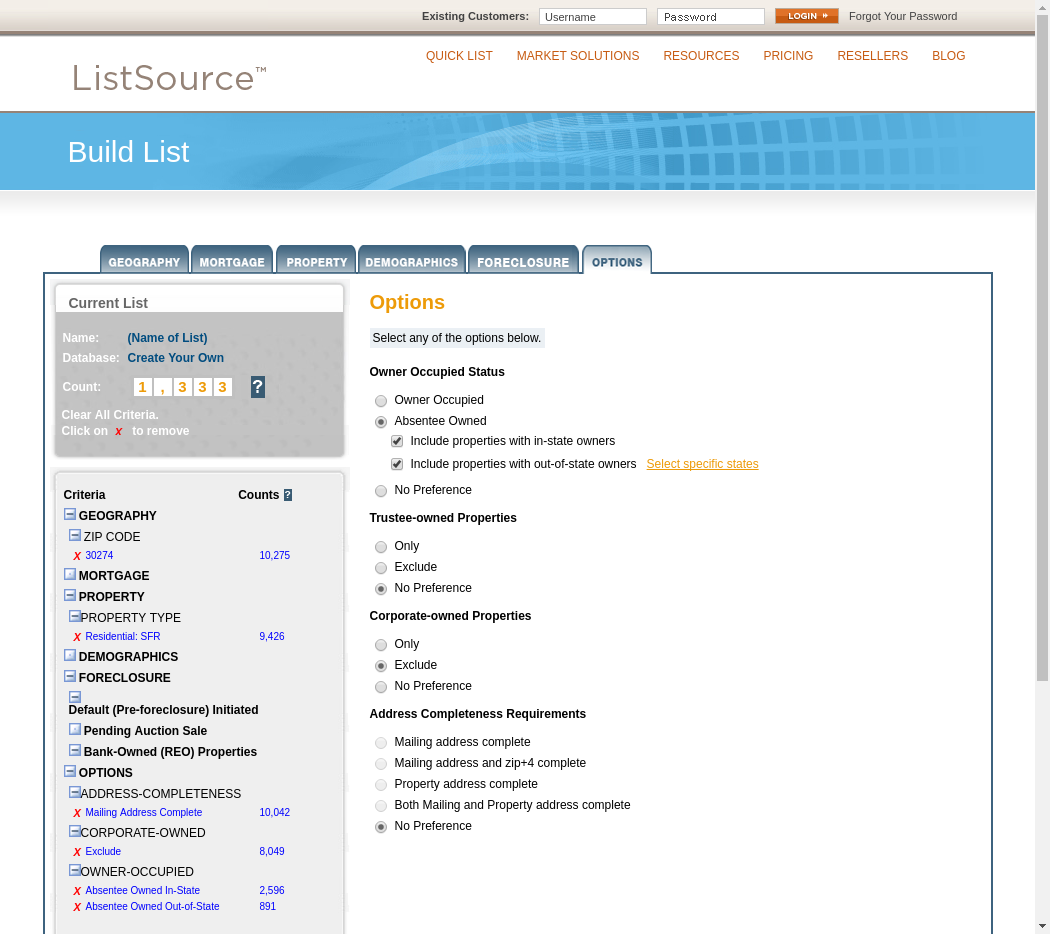 Existing Customers: Username Password LOGIN Forgot Your Password
ListSource™
QUICK LIST MARKET SOLUTIONS RESOURCES PRICING RESELLERS BLOG
Build List
GEOGRAPHY MORTGAGE PROPERTY DEMOGRAPHICS FORECLOSURE OPTIONS
Current List
Name: (Name of List)
Database: Create Your Own
Count: 1,333 ?
Clear All Criteria.
Click on x to remove
Criteria Counts ?
GEOGRAPHY
ZIP CODE
X 30274 10,275
MORTGAGE
PROPERTY
PROPERTY TYPE
X Residential: SFR 9,426
DEMOGRAPHICS
FORECLOSURE
Default (Pre-foreclosure) Initiated
Pending Auction Sale
Bank-Owned (REO) Properties
OPTIONS
ADDRESS-COMPLETENESS
X Mailing Address Complete 10,042
CORPORATE-OWNED
X Exclude 8,049
OWNER-OCCUPIED
X Absentee Owned In-State 2,596
X Absentee Owned Out-of-State 891
Options
Select any of the options below.
Owner Occupied Status
Owner Occupied
Absentee Owned
Include properties with in-state owners
Include properties with out-of-state owners Select specific states
No Preference
Trustee-owned Properties
Only
Exclude
No Preference
Corporate-owned Properties
Only
Exclude
No Preference
Address Completeness Requirements
Mailing address complete
Mailing address and zip+4 complete
Property address complete
Both Mailing and Property address complete
No Preference